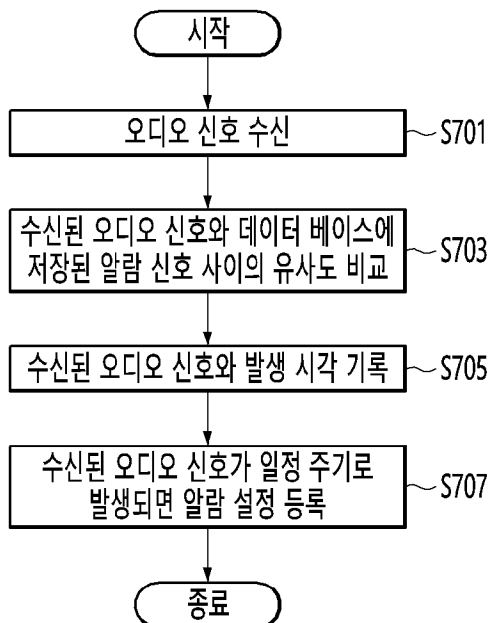 시작
오디오 신호 수신
S701
수신된 오디오 신호와 데이터 베이스에
저장된 알람 신호 사이의 유사도 비교
S703
수신된 오디오 신호와 발생 시각 기록
S705
수신된 오디오 신호가 일정 주기로
발생되면 알람 설정 등록
S707
종료